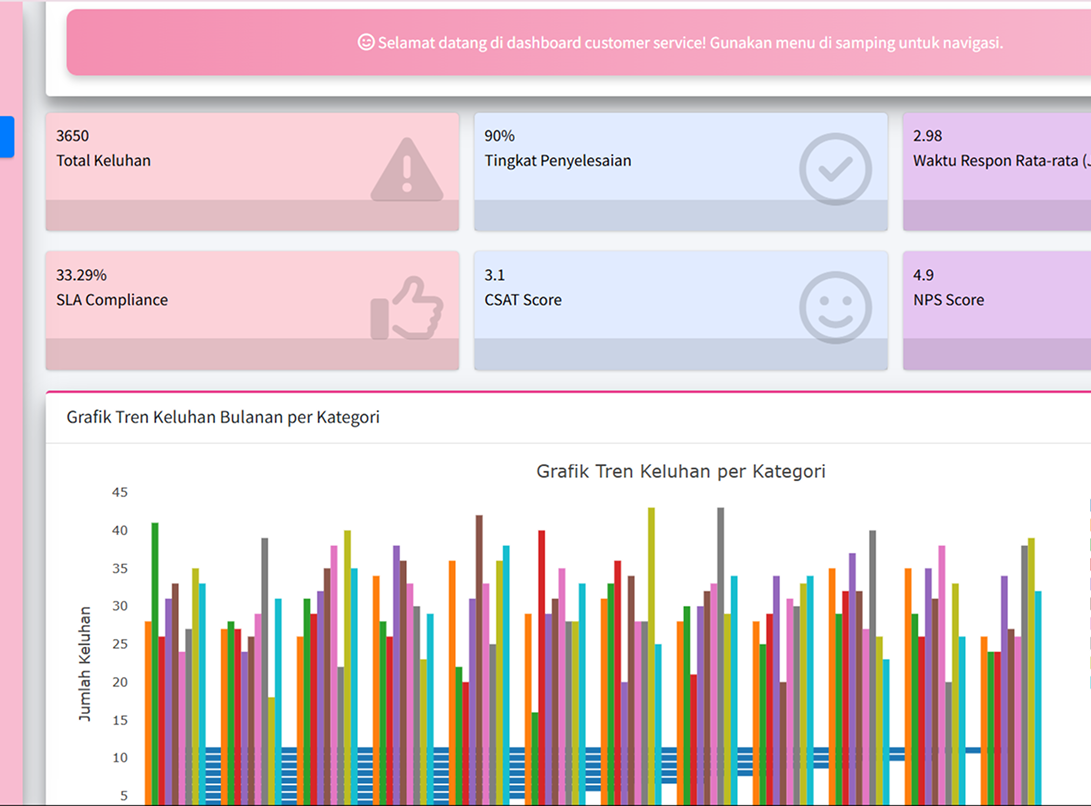 Selamat datang di dashboard customer service! Gunakan menu di samping untuk navigasi.
3650
Total Keluhan
90%
Tingkat Penyelesaian
2.98
Waktu Respon Rata-rata (
33.29%
SLA Compliance
3.1
CSAT Score
4.9
NPS Score
Grafik Tren Keluhan Bulanan per Kategori
Grafik Tren Keluhan per Kategori
Jumlah Keluhan
45
40
35
30
25
20
15
10
5